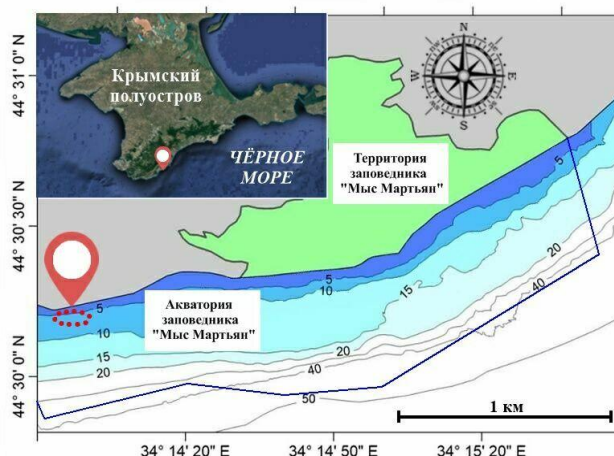 Крымский
полуостров
ЧЁРНОЕ
МОРЕ
N
W
E
S
Территория
заповедника
"Мыс Мартьян"
Акватория
заповедника
"Мыс Мартьян"
5
5
10
15
20
5
10
15
20
40
50
20
40
1 км
44° 31' 0" N
44° 30' 30" N
44° 30' 0" N
34° 14' 20" E
34° 14' 50" E
34° 15' 20" E